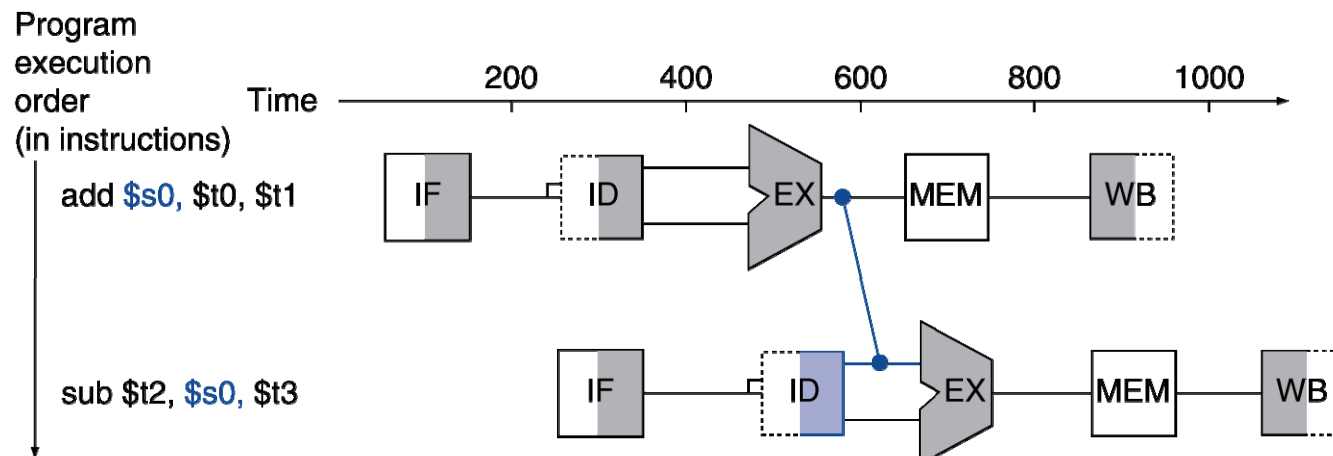 Program
execution
order
(in instructions)
Time
200 400 600 800 1000
add $s0, $t0, $t1
IF ID EX MEM WB
sub $t2, $s0, $t3
IF ID EX MEM WB